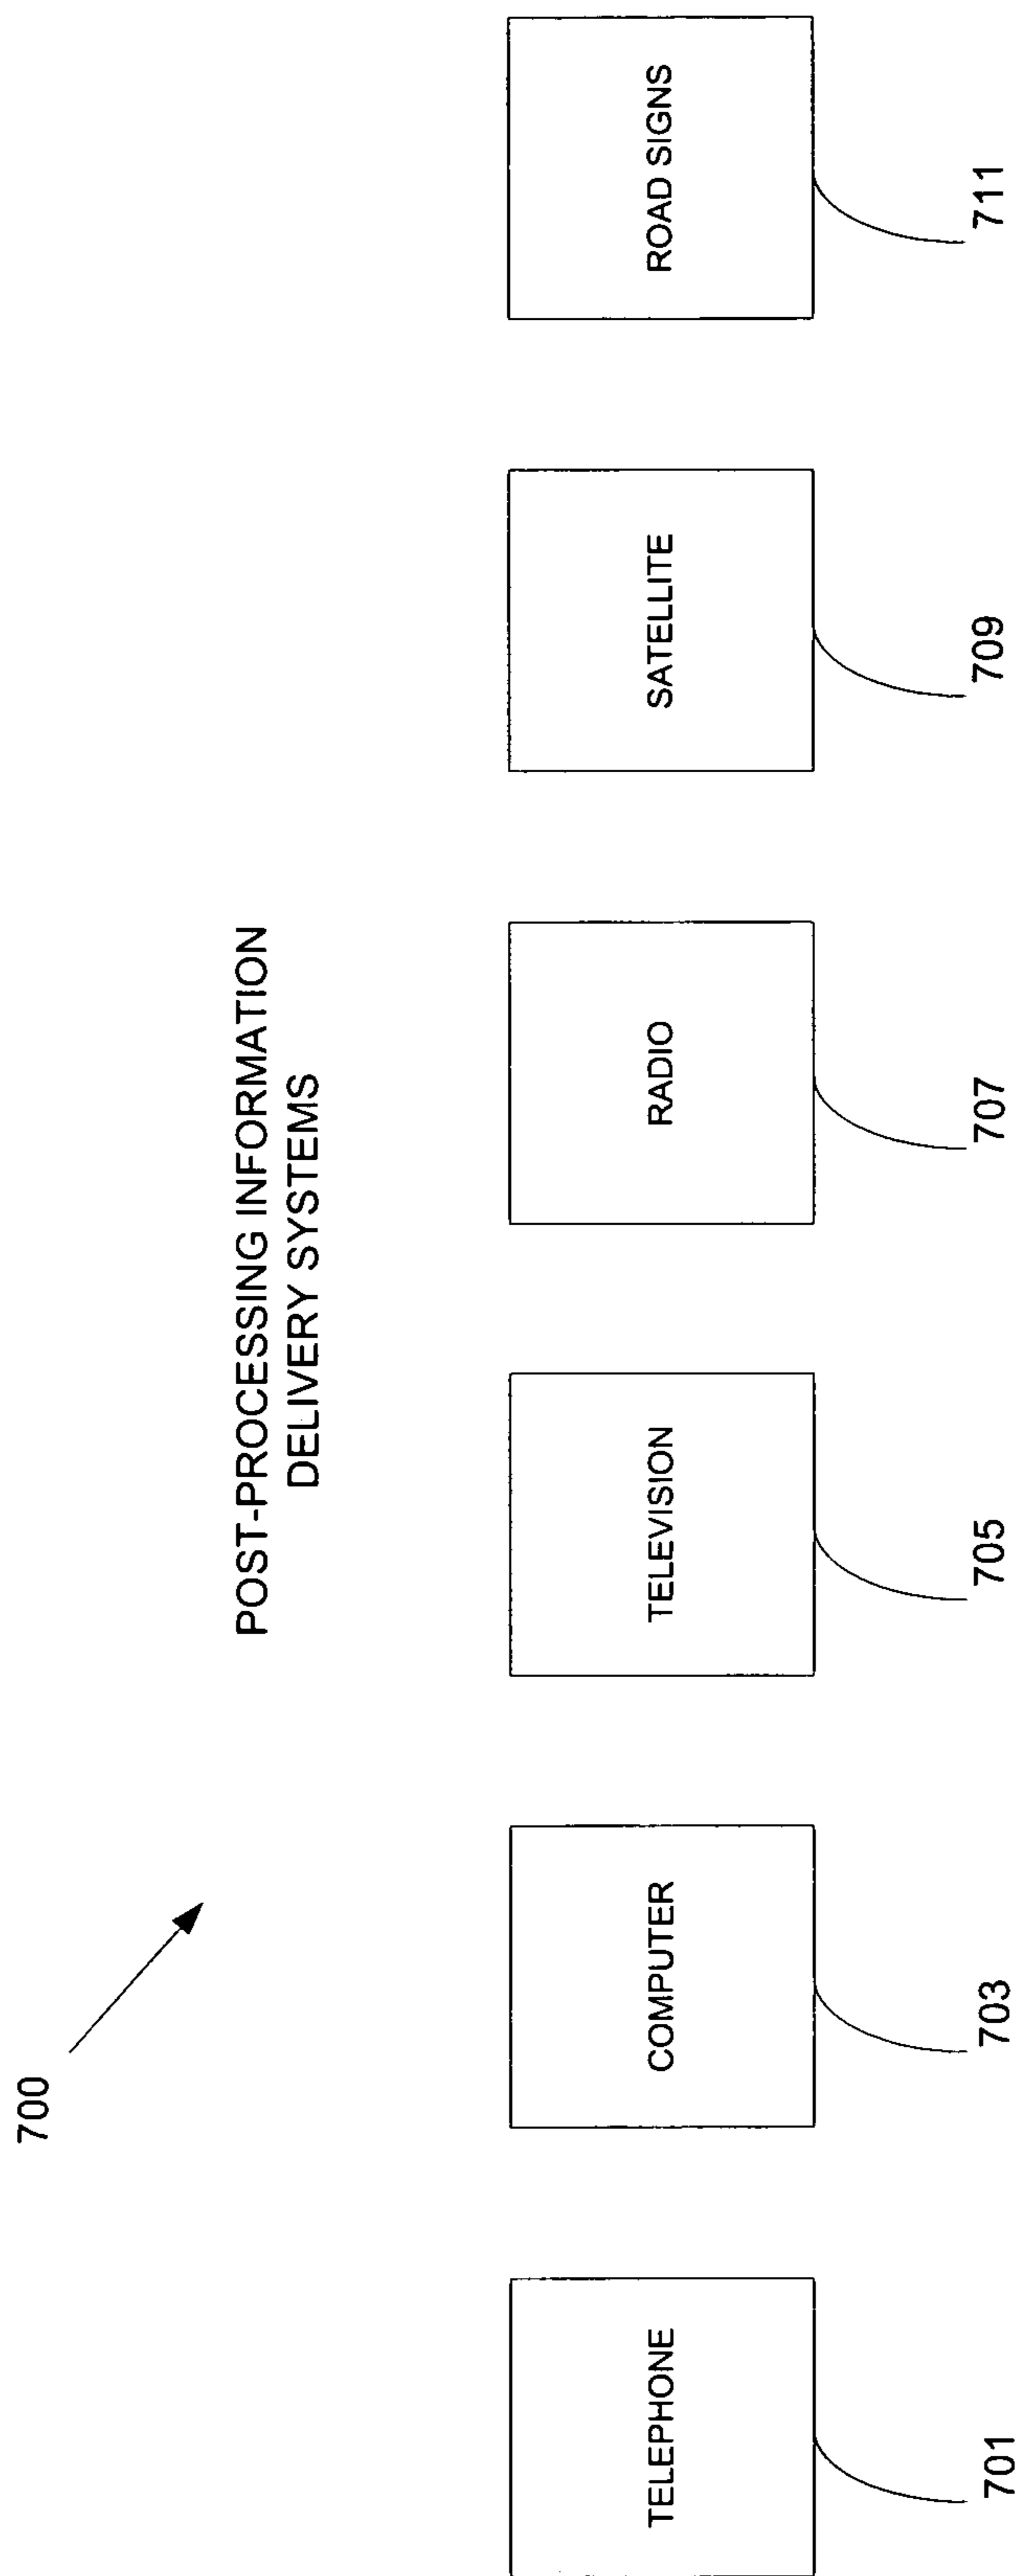 700
POST-PROCESSING INFORMATION
DELIVERY SYSTEMS
TELEPHONE
COMPUTER
TELEVISION
RADIO
SATELLITE
ROAD SIGNS
701
703
705
707
709
711